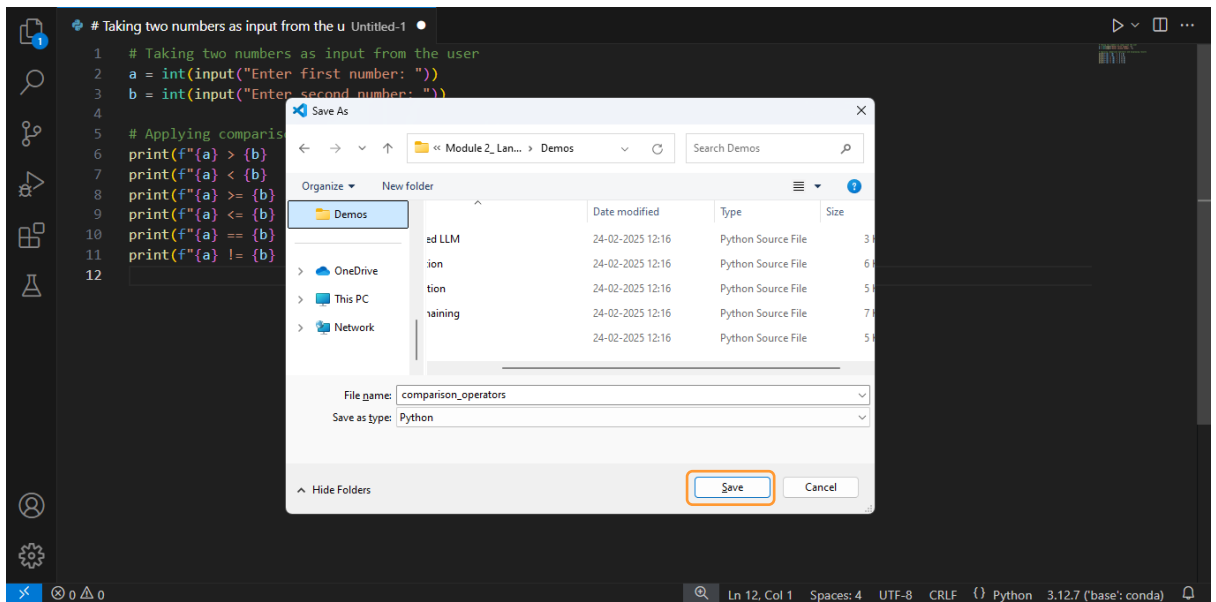 # Taking two numbers as input from the u Untitled-1
1 # Taking two numbers as input from the user
2 a = int(input("Enter first number: "))
3 b = int(input("Enter second number: "))
4
5 # Applying comparis
6 print(f"{a} > {b}
7 print(f"{a} < {b}
8 print(f"{a} >= {b}
9 print(f"{a} <= {b}
10 print(f"{a} == {b}
11 print(f"{a} != {b}
12
1
Save As
« Module 2_ Lan... › Demos
Search Demos
Organize New folder
Demos
OneDrive
This PC
Network
Date modified Type Size
ed LLM 24-02-2025 12:16 Python Source File 3
ion 24-02-2025 12:16 Python Source File 6
tion 24-02-2025 12:16 Python Source File 5
naining 24-02-2025 12:16 Python Source File 7
24-02-2025 12:16 Python Source File 5
File name: comparison_operators
Save as type: Python
Hide Folders
Save Cancel
0 0 Ln 12, Col 1 Spaces: 4 UTF-8 CRLF {} Python 3.12.7 ('base': conda)